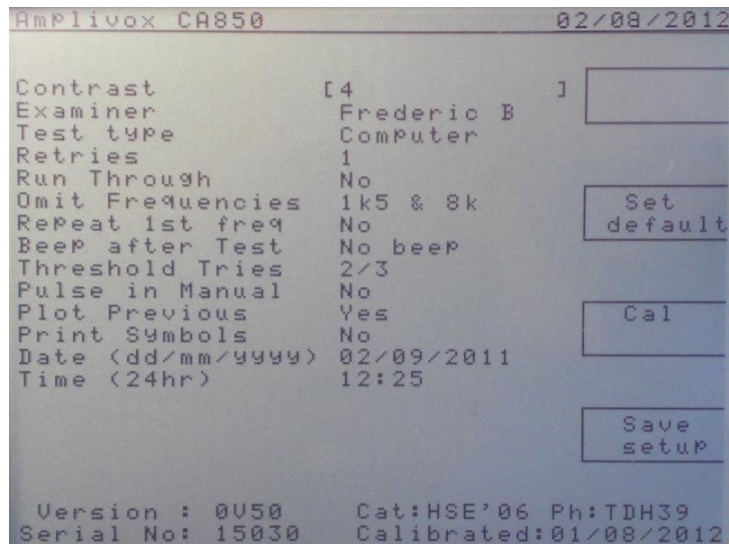 Amplivox CA850 02/08/2012
Contrast [4 ]
Examiner Frederic B
Test type Computer
Retries 1
Run Through No
Omit Frequencies 1k5 & 8k
Set
Repeat 1st freq No
default
Beep after Test No beep
Threshold Tries 2/3
Pulse in Manual No
Plot Previous Yes
Cal
Print Symbols No
Date (dd/mm/yyyy) 02/09/2011
Time (24hr) 12:25
Save
setup
Version : 0V50 Cat:HSE'06 Ph:TDH39
Serial No: 15030 Calibrated:01/08/2012